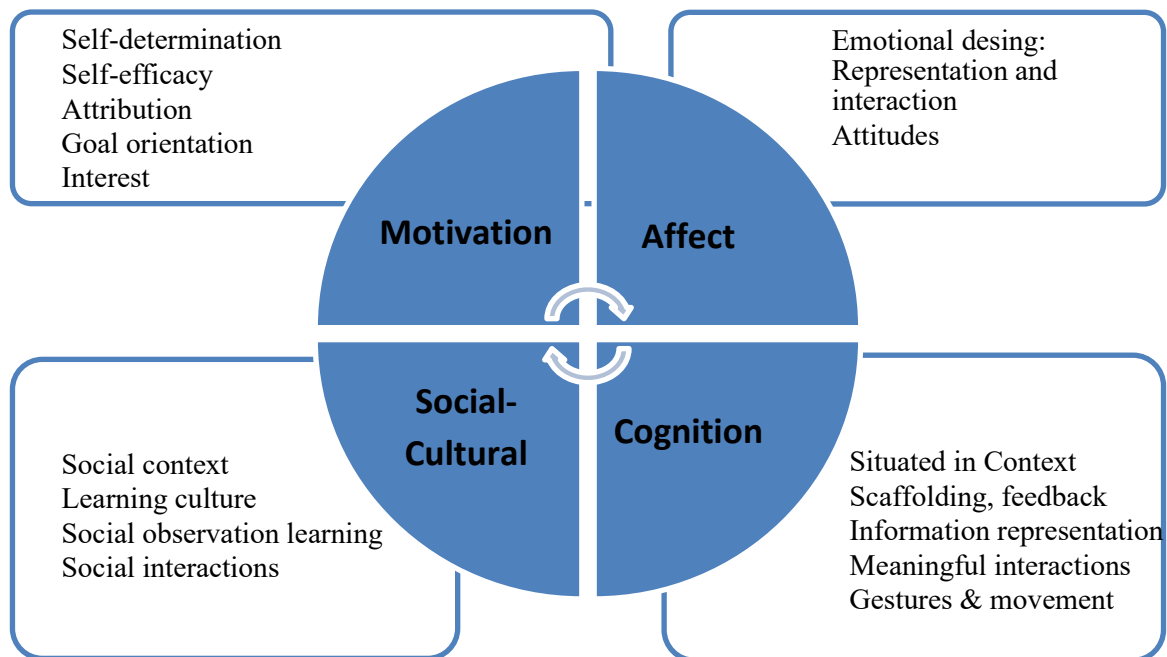 Self-determination
Self-efficacy
Attribution
Goal orientation
Interest
Emotional desing:
Representation and
interaction
Attitudes
Motivation
Affect
Social-
Cultural
Cognition
Social context
Learning culture
Social observation learning
Social interactions
Situated in Context
Scaffolding, feedback
Information representation
Meaningful interactions
Gestures & movement